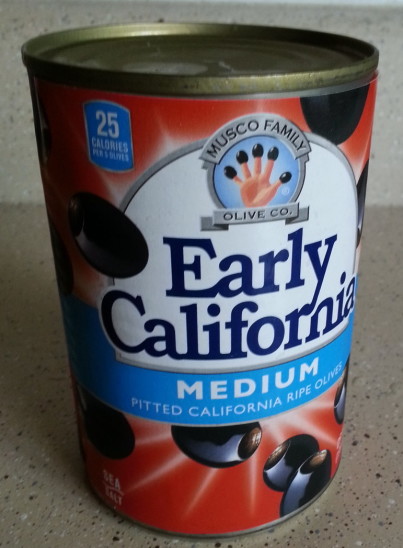 25
CALORIES
PER 5 OLIVES
MUSCO FAMILY
OLIVE CO.
Early
California
MEDIUM
PITTED CALIFORNIA RIPE OLIVES
SEA
SALT